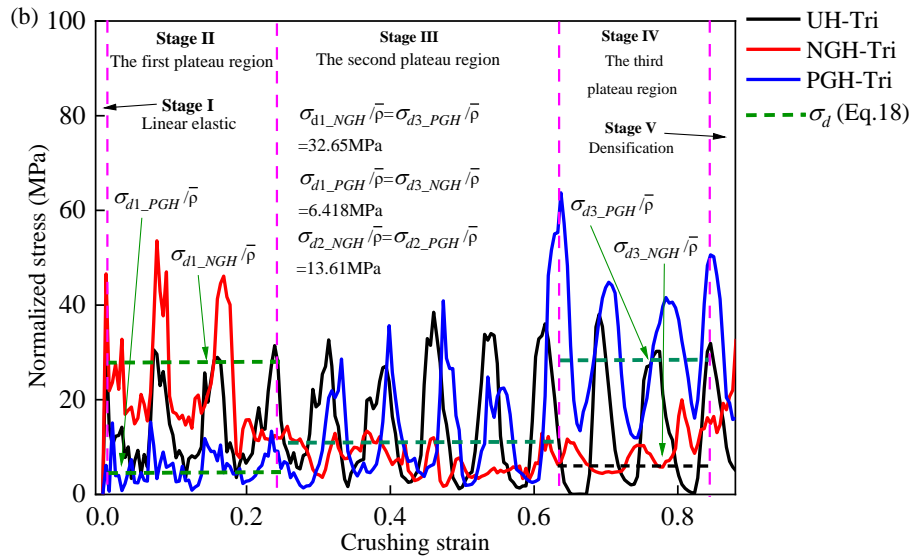 (b)
100
80
60
40
20
0
Normalized stress (MPa)
0.0
0.2
0.4
0.6
0.8
Crushing strain
Stage II
The first plateau region
Stage I
Linear elastic
Stage III
The second plateau region
σd1_NGH/ρ̄=σd3_PGH/ρ̄
=32.65MPa
σd1_PGH/ρ̄=σd3_NGH/ρ̄
=6.418MPa
σd2_NGH/ρ̄=σd2_PGH/ρ̄
=13.61MPa
Stage IV
The third
plateau region
Stage V
Densification
σd1_PGH/ρ̄
σd1_NGH/ρ̄
σd3_PGH/ρ̄
σd3_NGH/ρ̄
UH-Tri
NGH-Tri
PGH-Tri
σd (Eq.18)